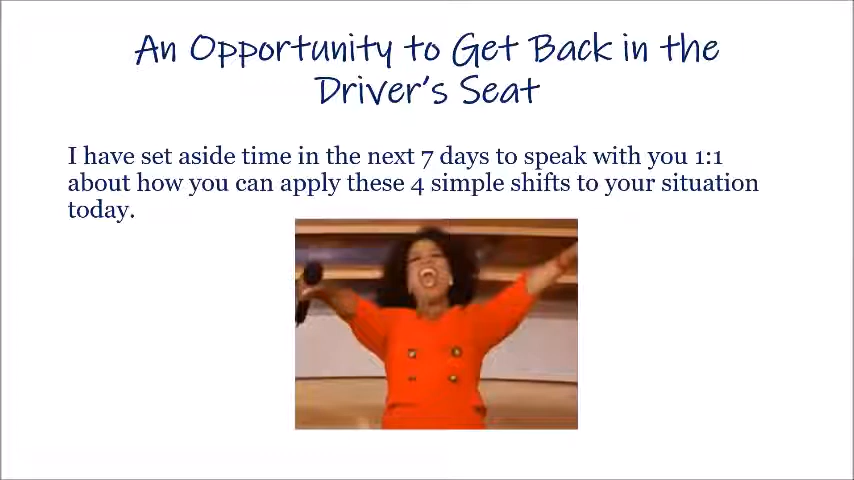 An Opportunity to Get Back in the
Driver's Seat
I have set aside time in the next 7 days to speak with you 1:1
about how you can apply these 4 simple shifts to your situation
today.